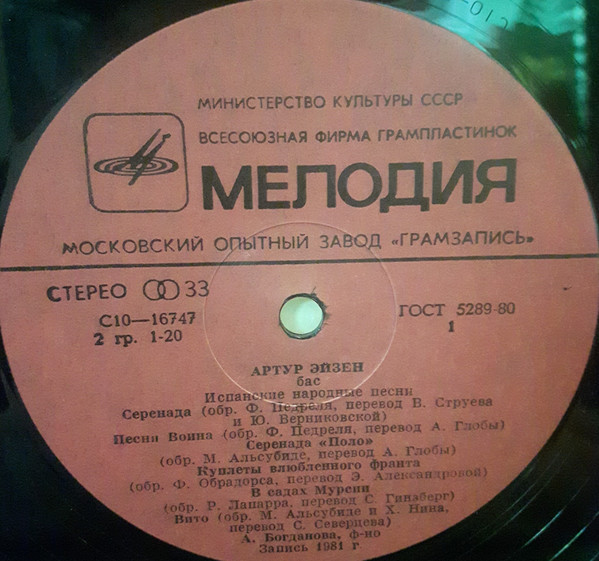 -01
МИНИСТЕРСТВО КУЛЬТУРЫ СССР
ВСЕСОЮЗНАЯ ФИРМА ГРАМПЛАСТИНОК
МЕЛОДИЯ
МОСКОВСКИЙ ОПЫТНЫЙ ЗАВОД «ГРАМЗАПИСЬ»
СТЕРЕО 33
С10—16747
2 гр. 1-20
ГОСТ 5289-80
1
АРТУР ЭЙЗЕН
бас
Испанские народные песни
Серенада (обр. Ф. Педреля, перевод В. Струева
и Ю. Верниковской)
Песня Воина (обр. Ф. Педреля, перевод А. Глобы)
Серенада «Поло»
(обр. М. Альсубиде, перевод А. Глобы)
Куплеты влюбленного франта
(обр. Ф. Обрадорса, перевод Э. Александровой)
В садах Мурсии
(обр. Р. Лапарра, перевод С. Гинзберг)
Вито (обр. М. Альсубиде и Х. Нина,
перевод С. Северцева)
А. Богданова, ф-но
Запись 1981 г